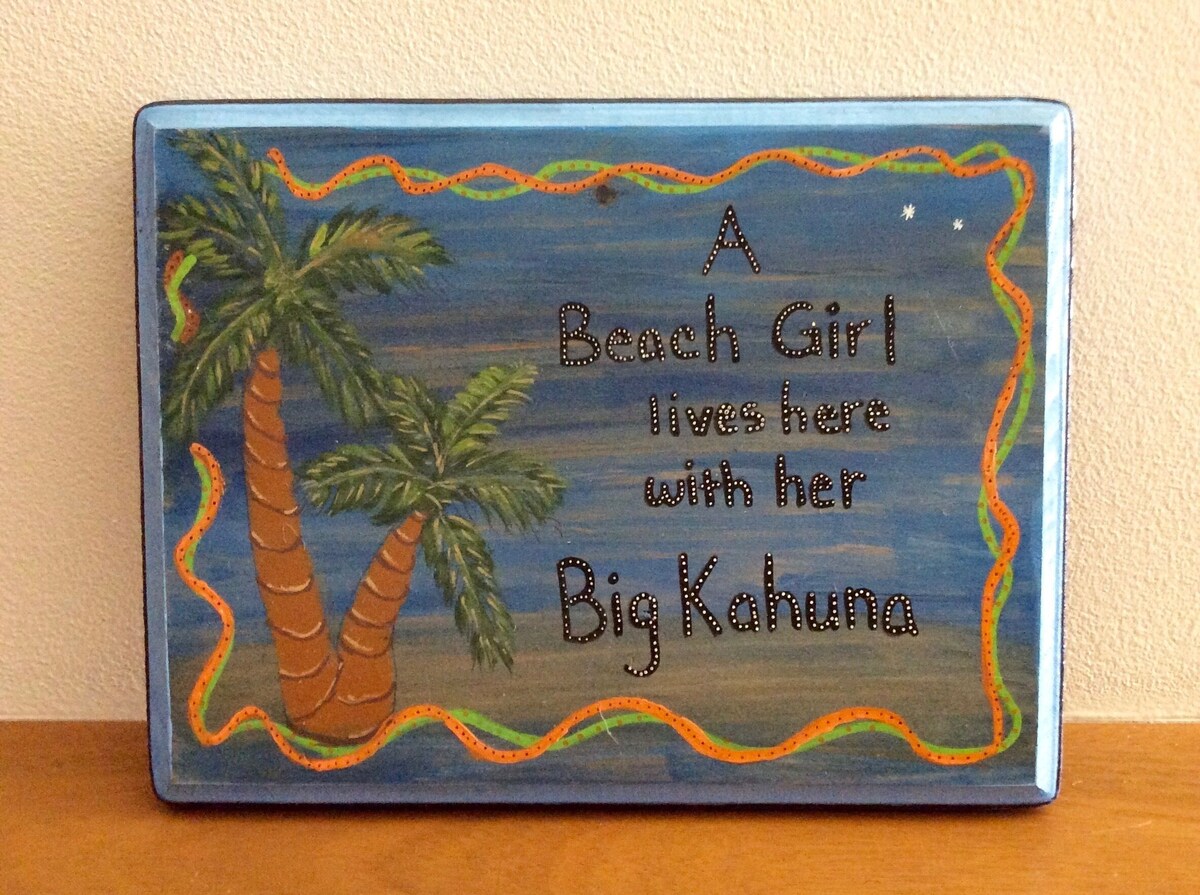 A
Beach Girl
lives here
with her
Big Kahuna